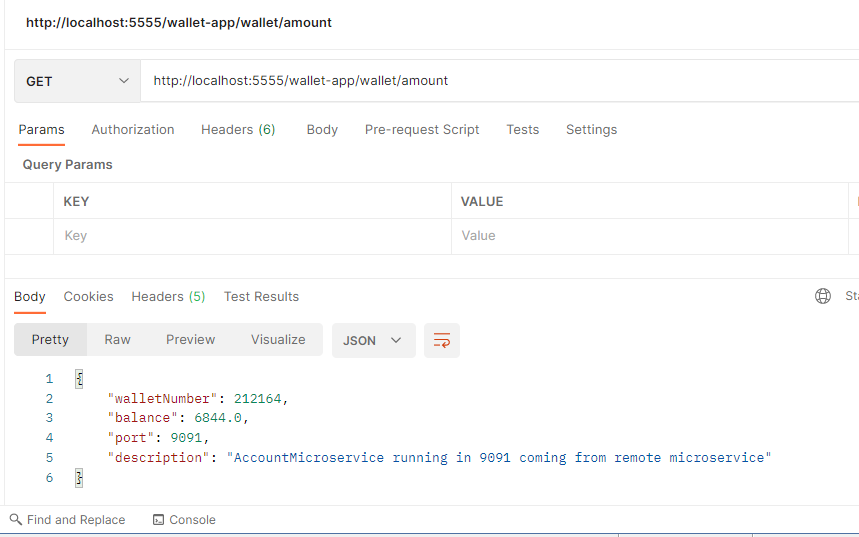 http://localhost:5555/wallet-app/wallet/amount
GET http://localhost:5555/wallet-app/wallet/amount
Params Authorization Headers (6) Body Pre-request Script Tests Settings
Query Params
KEY VALUE
Key Value
Body Cookies Headers (5) Test Results
Pretty Raw Preview Visualize JSON
1 {
2 "walletNumber": 212164,
3 "balance": 6844.0,
4 "port": 9091,
5 "description": "AccountMicroservice running in 9091 coming from remote microservice"
6 }
Find and Replace Console